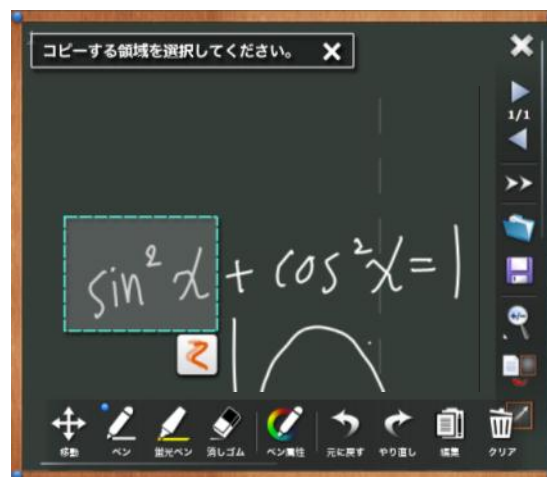 コピーする領域を選択してください。
1/1
sin²x + cos²x = 1
移動 ペン 蛍光ペン 消しゴム ペン属性 元に戻す やり直し 編集 クリア